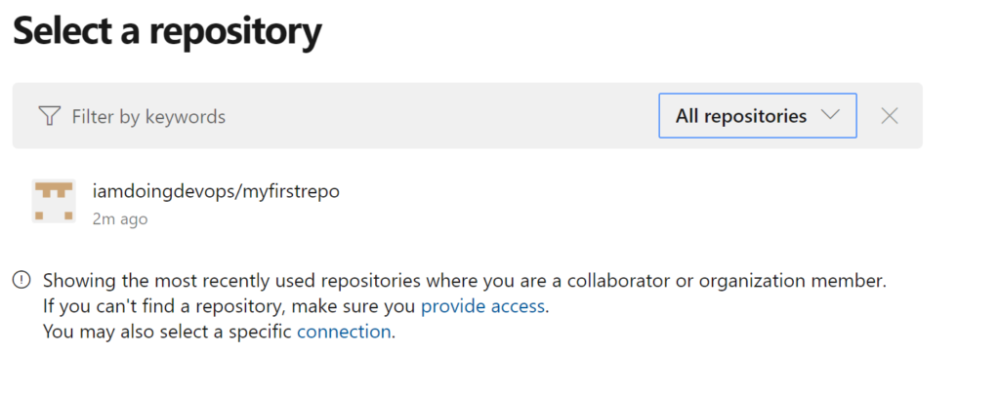 Select a repository
Filter by keywords
All repositories
iamdoingdevops/myfirstrepo
2m ago
Showing the most recently used repositories where you are a collaborator or organization member.
If you can't find a repository, make sure you provide access.
You may also select a specific connection.